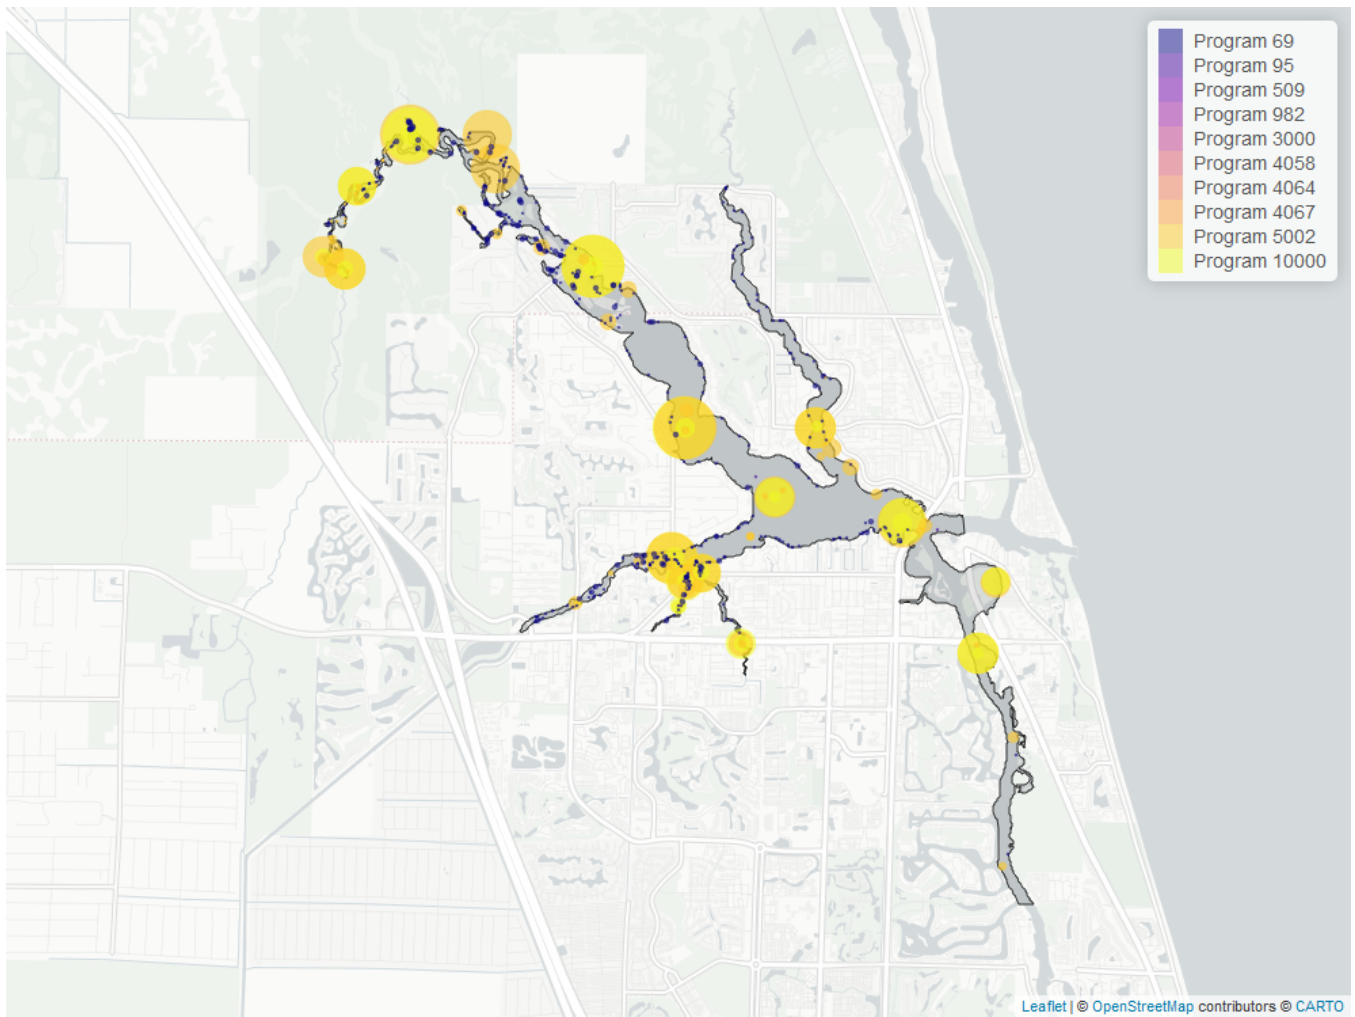 Program 69
Program 95
Program 509
Program 982
Program 3000
Program 4058
Program 4064
Program 4067
Program 5002
Program 10000
Leaflet | © OpenStreetMap contributors © CARTO